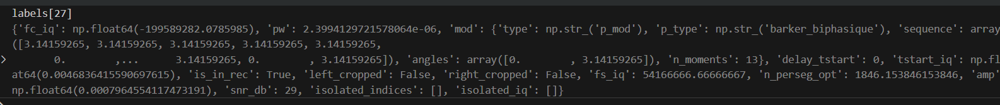 labels[27]
{'fc_iq': np.float64(-199589282.0785985), 'pw': 2.3994129721578064e-06, 'mod': {'type': np.str_('p_mod'), 'p_type': np.str_('barker_biphasique'), 'sequence': array
([3.14159265, 3.14159265, 3.14159265, 3.14159265, 3.14159265,
> 0. ,... 3.14159265, 0. , 3.14159265]), 'angles': array([0. , 3.14159265]), 'n_moments': 13}, 'delay_tstart': 0, 'tstart_iq': np.fl
at64(0.0046836415590697615), 'is_in_rec': True, 'left_cropped': False, 'right_cropped': False, 'fs_iq': 54166666.66666667, 'n_perseg_opt': 1846.153846153846, 'amp'
np.float64(0.0007964554117473191), 'snr_db': 29, 'isolated_indices': [], 'isolated_iq': []}